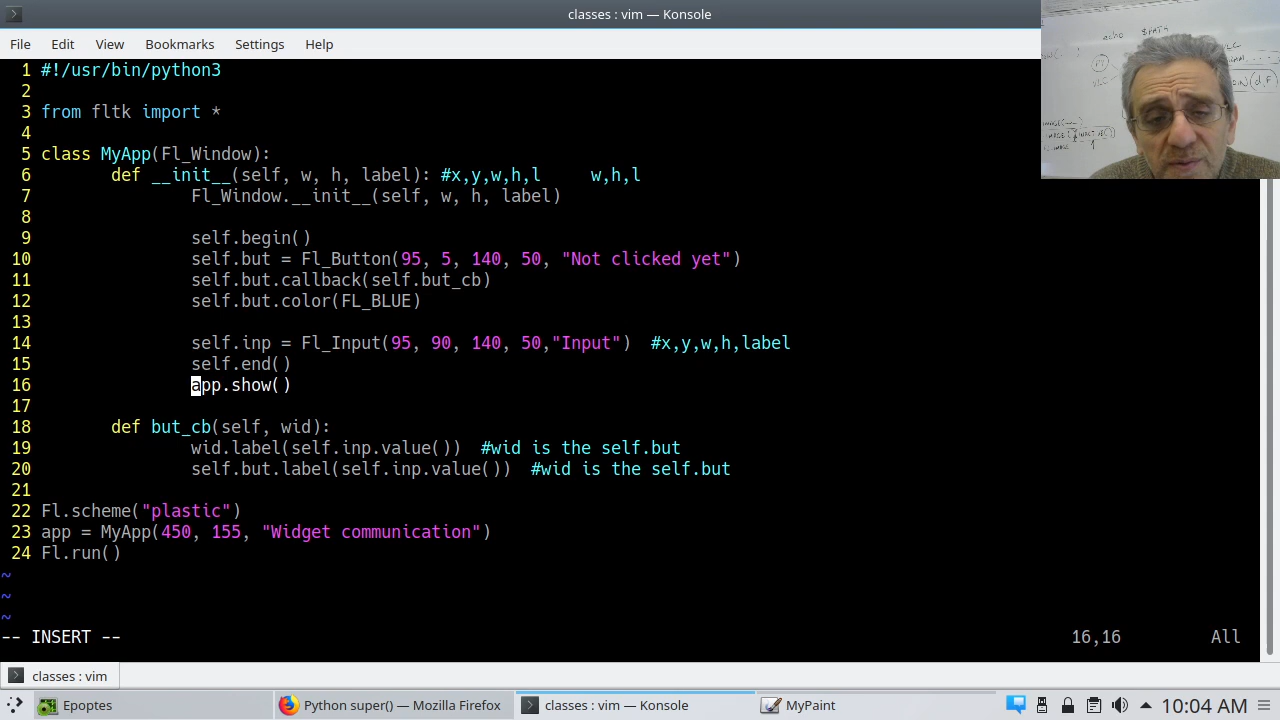 classes : vim — Konsole
File Edit View Bookmarks Settings Help
1 #!/usr/bin/python3
2
3 from fltk import *
4
5 class MyApp(Fl_Window):
6 def __init__(self, w, h, label): #x,y,w,h,l w,h,l
7 Fl_Window.__init__(self, w, h, label)
8
9 self.begin()
10 self.but = Fl_Button(95, 5, 140, 50, "Not clicked yet")
11 self.but.callback(self.but_cb)
12 self.but.color(FL_BLUE)
13
14 self.inp = Fl_Input(95, 90, 140, 50,"Input") #x,y,w,h,label
15 self.end()
16 app.show()
17
18 def but_cb(self, wid):
19 wid.label(self.inp.value()) #wid is the self.but
20 self.but.label(self.inp.value()) #wid is the self.but
21
22 Fl.scheme("plastic")
23 app = MyApp(450, 155, "Widget communication")
24 Fl.run()
~
~
~
-- INSERT -- 16,16 All
classes : vim
Epoptes Python super() — Mozilla Firefox classes : vim — Konsole MyPaint 10:04 AM
echo $PATH